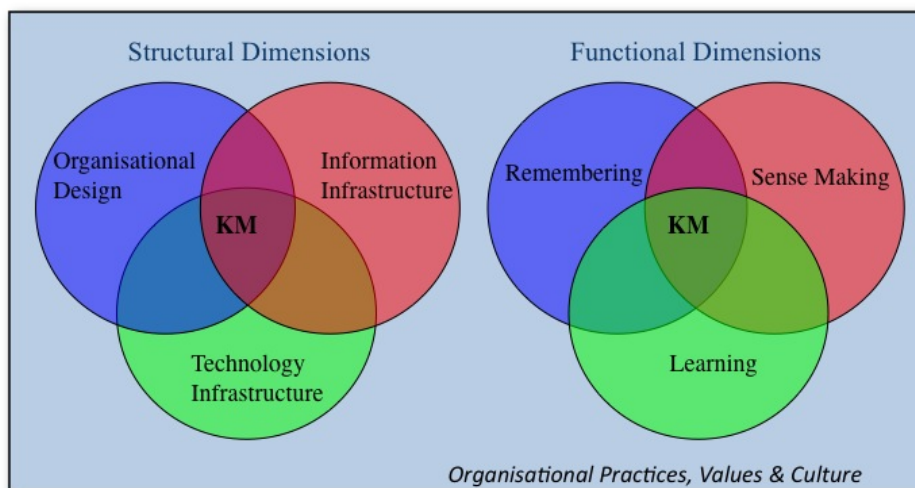 Structural Dimensions
Organisational
Design
Information
Infrastructure
KM
Technology
Infrastructure
Functional Dimensions
Remembering
Sense Making
KM
Learning
Organisational Practices, Values & Culture